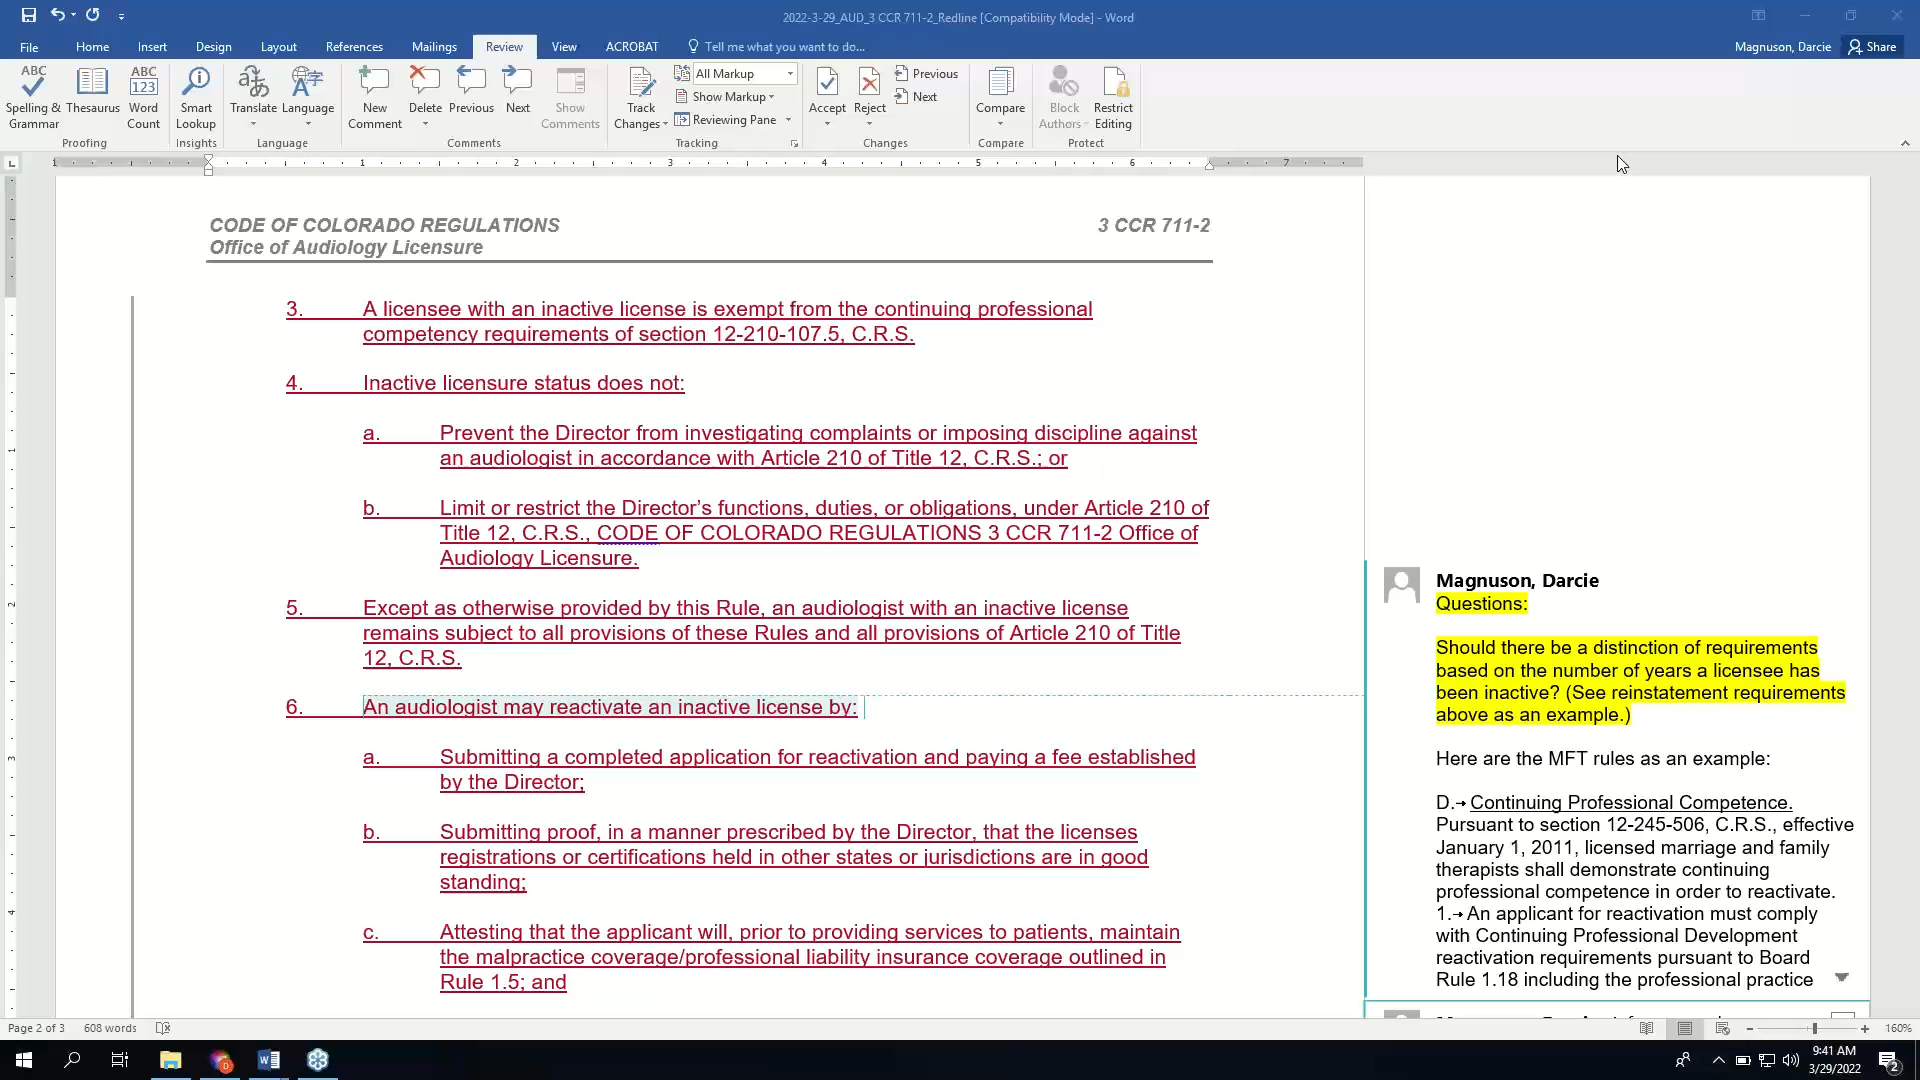 2022-3-29_AUD_3 CCR 711-2_Redline [Compatibility Mode] - Word
File Home Insert Design Layout References Mailings Review View ACROBAT Tell me what you want to do... Magnuson, Darcie Share
ABC ABC All Markup Previous
123 Show Markup Next
Spelling & Thesaurus Word Smart Translate Language New Delete Previous Next Show Track Accept Reject Compare Block Restrict
Grammar Count Lookup Comment Comments Changes Reviewing Pane Authors Editing
Proofing Insights Language Comments Tracking Changes Compare Protect
1 1 2 3 4 5 6 7
CODE OF COLORADO REGULATIONS 3 CCR 711-2
Office of Audiology Licensure
3. A licensee with an inactive license is exempt from the continuing professional
competency requirements of section 12-210-107.5, C.R.S.
4. Inactive licensure status does not:
a. Prevent the Director from investigating complaints or imposing discipline against
an audiologist in accordance with Article 210 of Title 12, C.R.S.; or
b. Limit or restrict the Director’s functions, duties, or obligations, under Article 210 of
Title 12, C.R.S., CODE OF COLORADO REGULATIONS 3 CCR 711-2 Office of
Audiology Licensure.
5. Except as otherwise provided by this Rule, an audiologist with an inactive license
remains subject to all provisions of these Rules and all provisions of Article 210 of Title
12, C.R.S.
6. An audiologist may reactivate an inactive license by:
a. Submitting a completed application for reactivation and paying a fee established
by the Director;
b. Submitting proof, in a manner prescribed by the Director, that the licenses
registrations or certifications held in other states or jurisdictions are in good
standing;
c. Attesting that the applicant will, prior to providing services to patients, maintain
the malpractice coverage/professional liability insurance coverage outlined in
Rule 1.5; and
Magnuson, Darcie
Questions:
Should there be a distinction of requirements
based on the number of years a licensee has
been inactive? (See reinstatement requirements
above as an example.)
Here are the MFT rules as an example:
D.→ Continuing Professional Competence.
Pursuant to section 12-245-506, C.R.S., effective
January 1, 2011, licensed marriage and family
therapists shall demonstrate continuing
professional competence in order to reactivate.
1.→ An applicant for reactivation must comply
with Continuing Professional Development
reactivation requirements pursuant to Board
Rule 1.18 including the professional practice
Page 2 of 3 608 words 160%
9:41 AM
3/29/2022
2